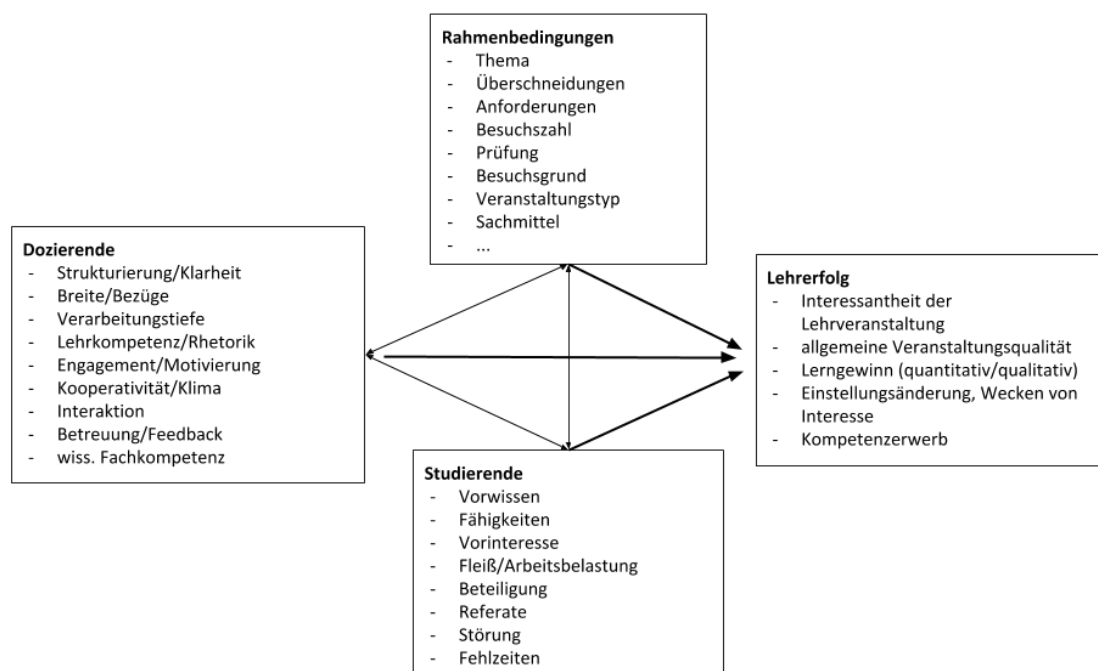 Rahmenbedingungen
- Thema
- Überschneidungen
- Anforderungen
- Besuchszahl
- Prüfung
- Besuchsgrund
- Veranstaltungstyp
- Sachmittel
- ...
Dozierende
- Strukturierung/Klarheit
- Breite/Bezüge
- Verarbeitungstiefe
- Lehrkompetenz/Rhetorik
- Engagement/Motivierung
- Kooperativität/Klima
- Interaktion
- Betreuung/Feedback
- wiss. Fachkompetenz
Lehrerfolg
- Interessantheit der
Lehrveranstaltung
- allgemeine Veranstaltungsqualität
- Lerngewinn (quantitativ/qualitativ)
- Einstellungsänderung, Wecken von
Interesse
- Kompetenzerwerb
Studierende
- Vorwissen
- Fähigkeiten
- Vorinteresse
- Fleiß/Arbeitsbelastung
- Beteiligung
- Referate
- Störung
- Fehlzeiten